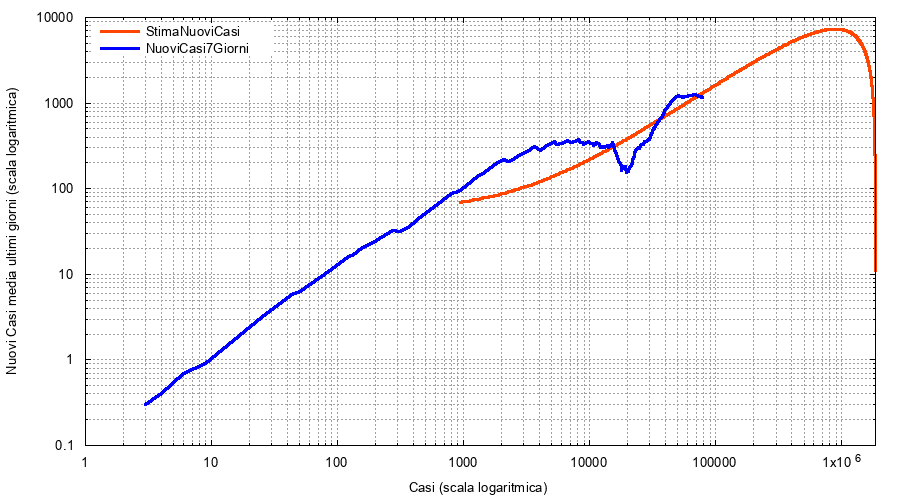 10000
1000
100
10
1
0.1
StimaNuoviCasi
NuoviCasi7Giorni
Nuovi Casi media ultimi giorni (scala logaritmica)
1
10
100
1000
10000
100000
1x10 6
Casi (scala logaritmica)